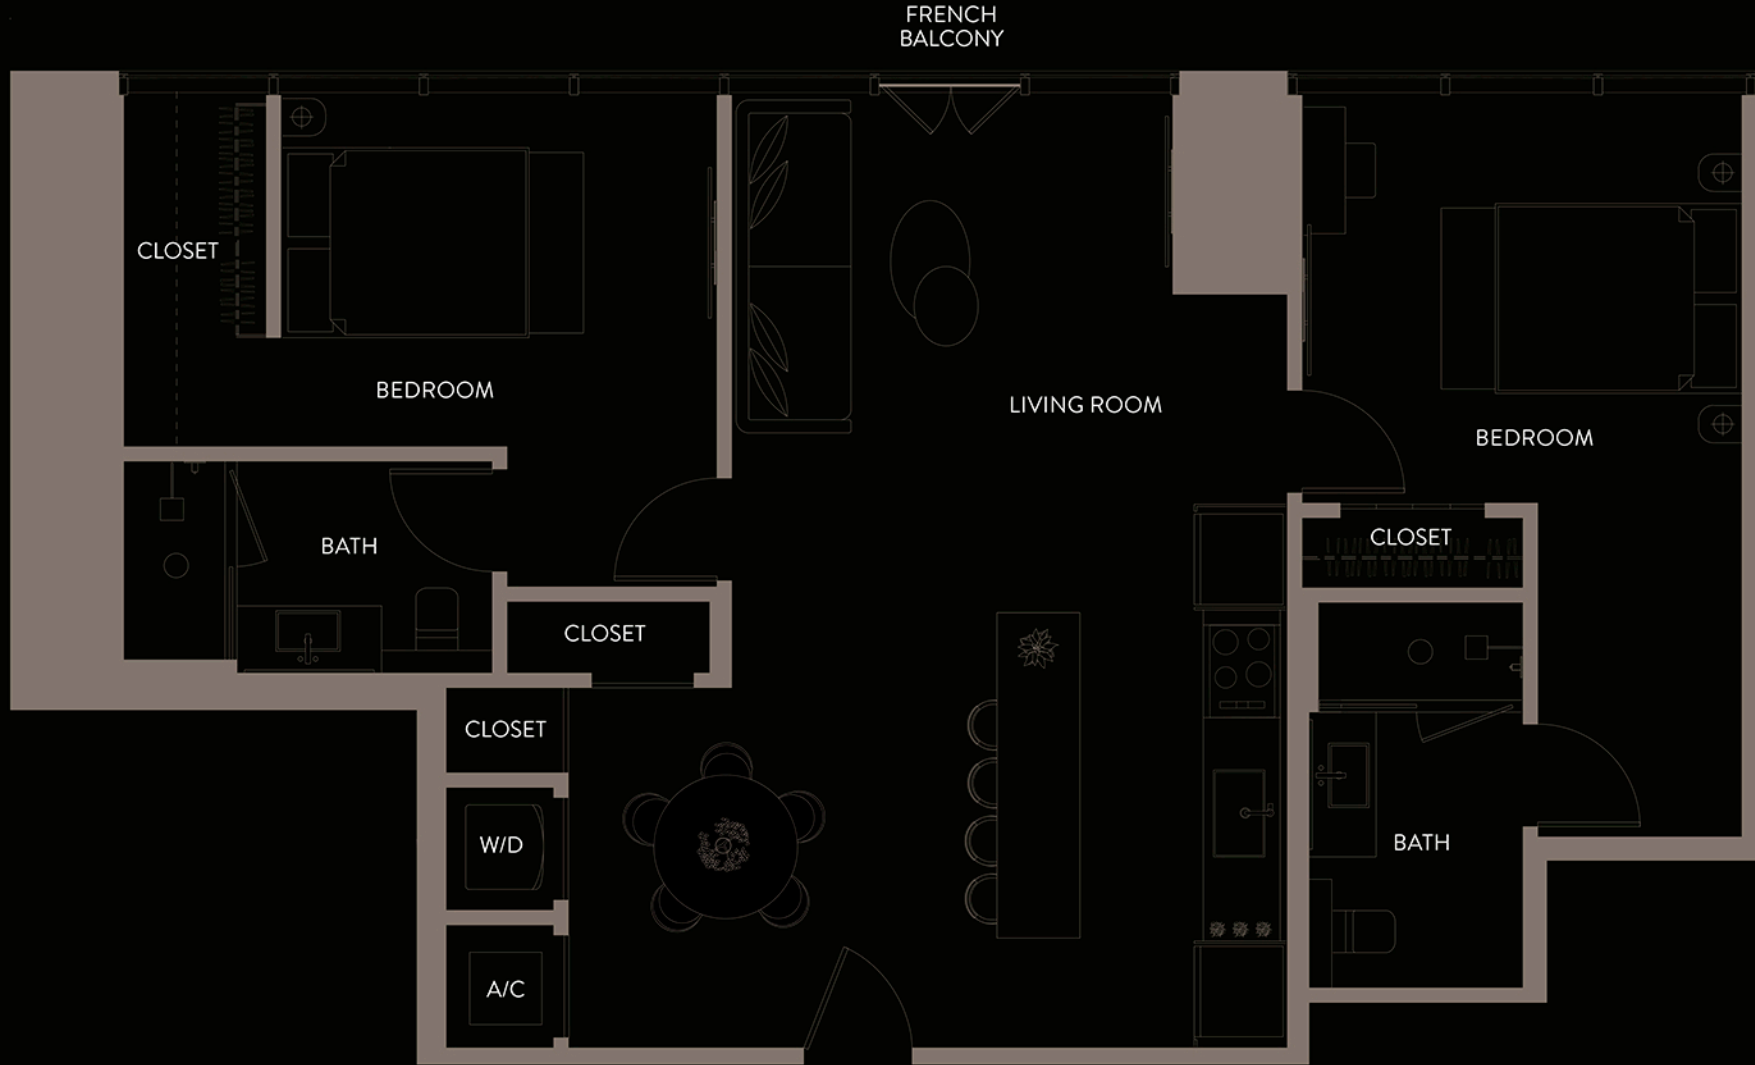 FRENCH
BALCONY
CLOSET
BEDROOM
LIVING ROOM
BEDROOM
CLOSET
BATH
CLOSET
CLOSET
W/D
BATH
A/C